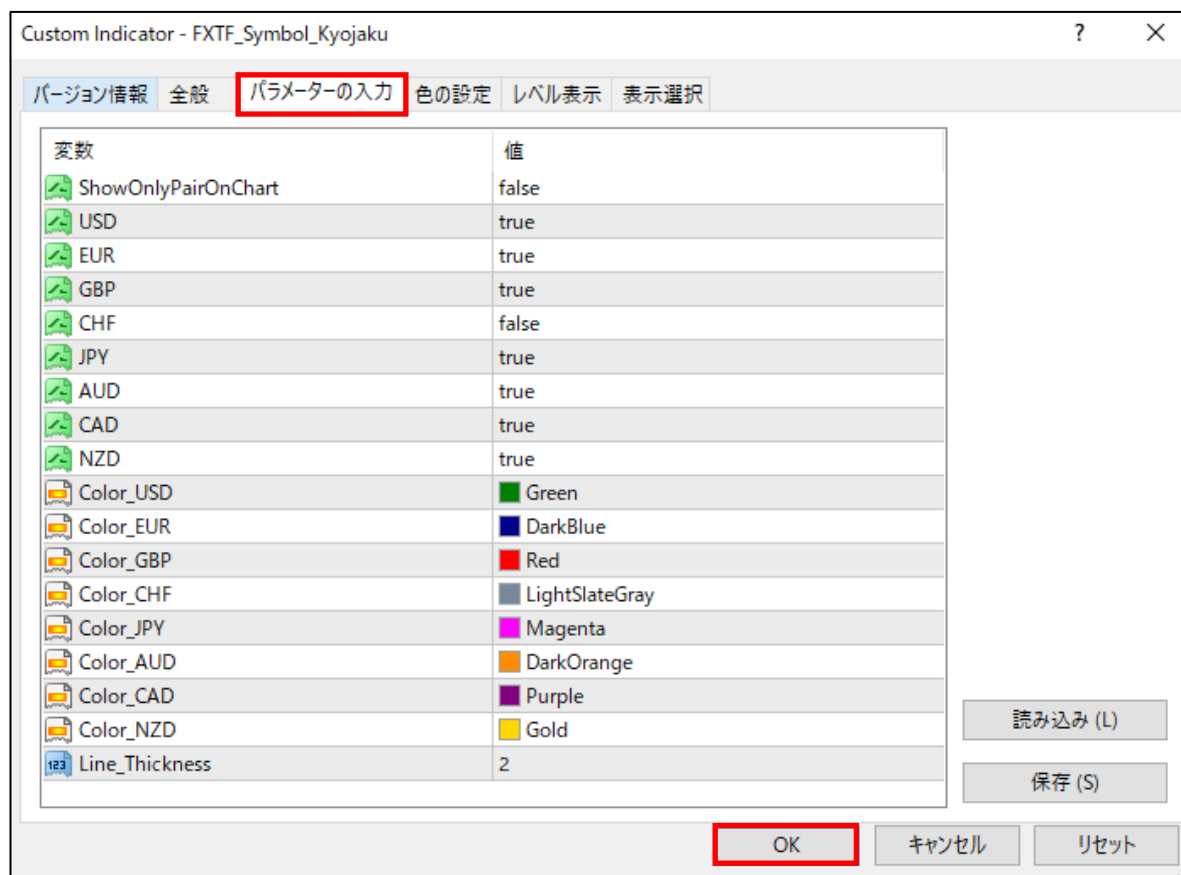 Custom Indicator - FXTF_Symbol_Kyojaku ? ×
バージョン情報 全般 パラメーターの入力 色の設定 レベル表示 表示選択
変数 値
ShowOnlyPairOnChart false
USD true
EUR true
GBP true
CHF false
JPY true
AUD true
CAD true
NZD true
Color_USD Green
Color_EUR DarkBlue
Color_GBP Red
Color_CHF LightSlateGray
Color_JPY Magenta
Color_AUD DarkOrange
Color_CAD Purple
Color_NZD Gold
123 Line_Thickness 2
読み込み (L)
保存 (S)
OK キャンセル リセット